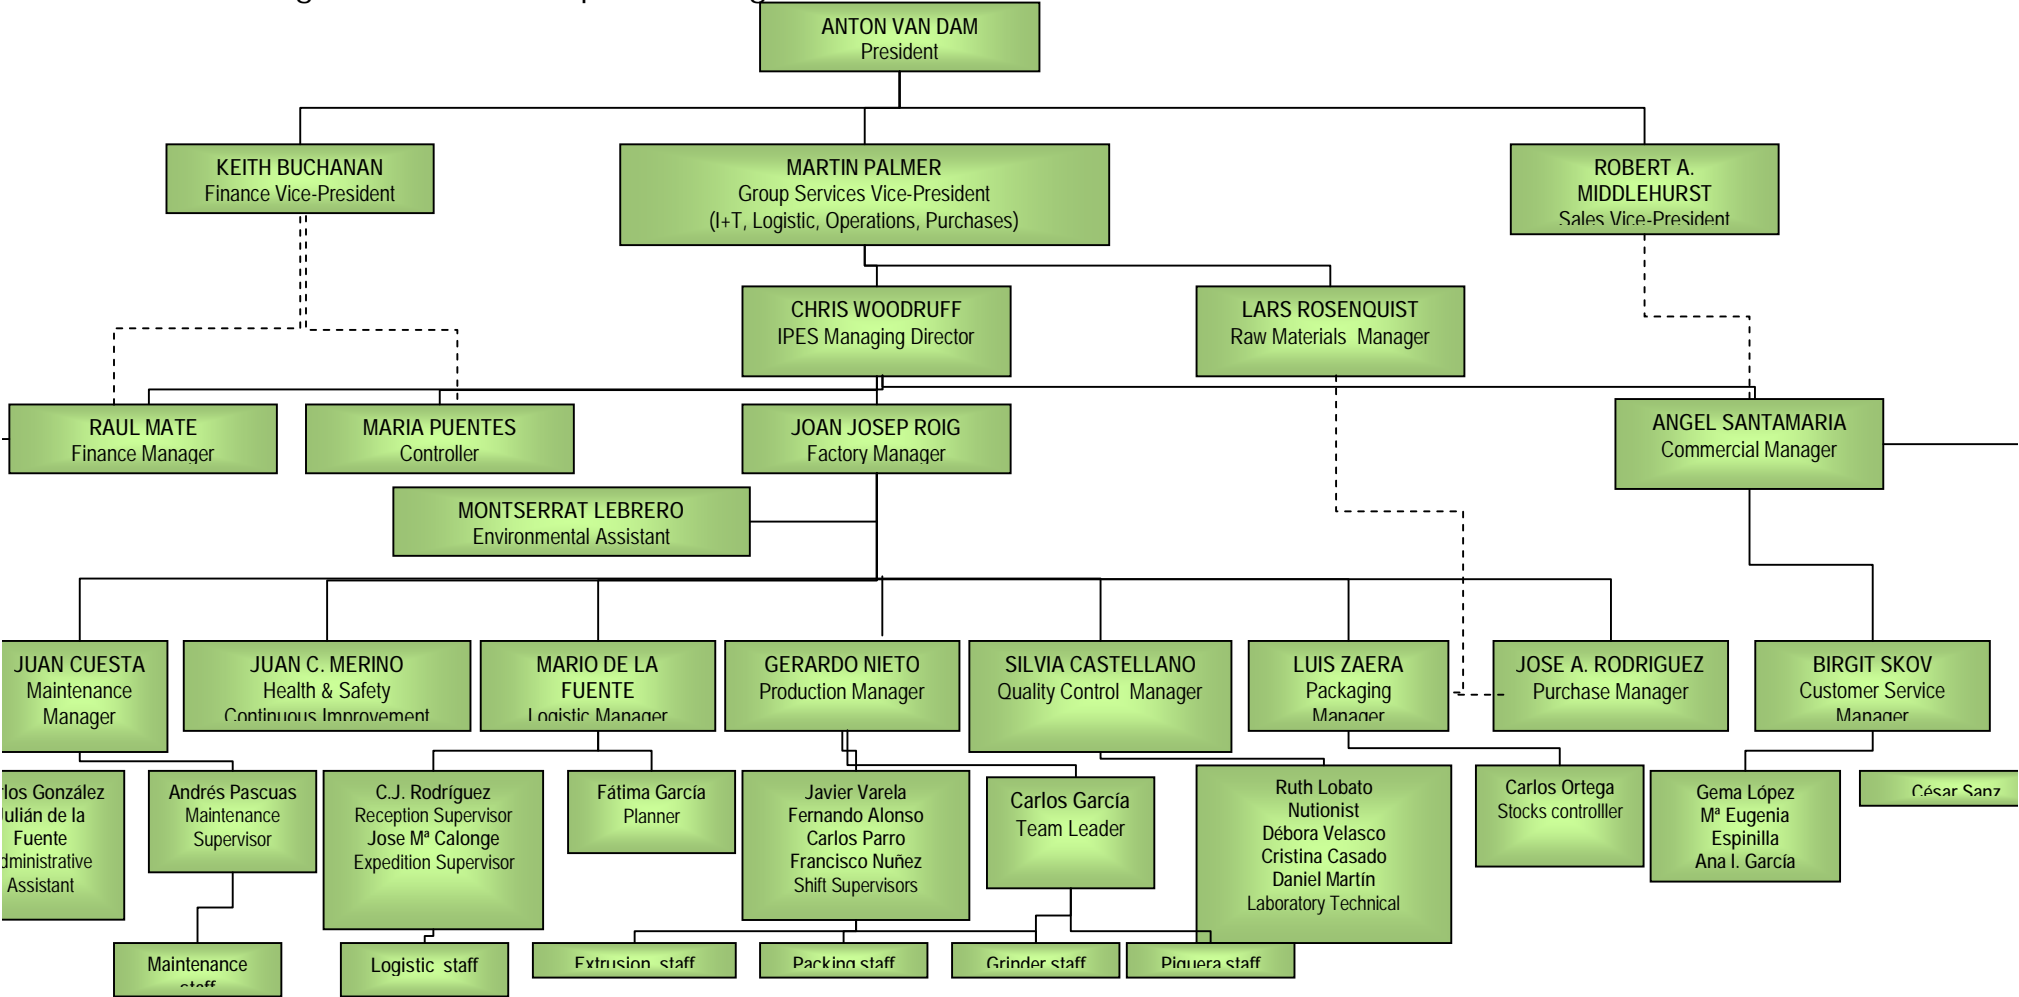 ANTON VAN DAM
President
KEITH BUCHANAN
Finance Vice-President
MARTIN PALMER
Group Services Vice-President
(I+T, Logistic, Operations, Purchases)
ROBERT A.
MIDDLEHURST
Sales Vice-President
CHRIS WOODRUFF
IPES Managing Director
LARS ROSENQUIST
Raw Materials Manager
RAUL MATE
Finance Manager
MARIA PUENTES
Controller
JOAN JOSEP ROIG
Factory Manager
ANGEL SANTAMARIA
Commercial Manager
MONTSERRAT LEBRERO
Environmental Assistant
JUAN CUESTA
Maintenance
Manager
JUAN C. MERINO
Health & Safety
Continuous Improvement
MARIO DE LA
FUENTE
Logistic Manager
GERARDO NIETO
Production Manager
SILVIA CASTELLANO
Quality Control Manager
LUIS ZAERA
Packaging
Manager
JOSE A. RODRIGUEZ
Purchase Manager
BIRGIT SKOV
Customer Service
Manager
González
de la
Fuente
Assistant
Andrés Pascuas
Maintenance
Supervisor
C.J. Rodríguez
Reception Supervisor
Jose Mª Calonge
Expedition Supervisor
Fátima García
Planner
Javier Varela
Fernando Alonso
Carlos Parro
Francisco Nuñez
Shift Supervisors
Carlos García
Team Leader
Ruth Lobato
Nutionist
Débora Velasco
Cristina Casado
Daniel Martín
Laboratory Technical
Carlos Ortega
Stocks controlller
Gema López
Mª Eugenia
Espinilla
Ana I. García
César Sanz
Maintenance
staff
Logistic staff
Extrusion staff
Packing staff
Grinder staff
Piquera staff